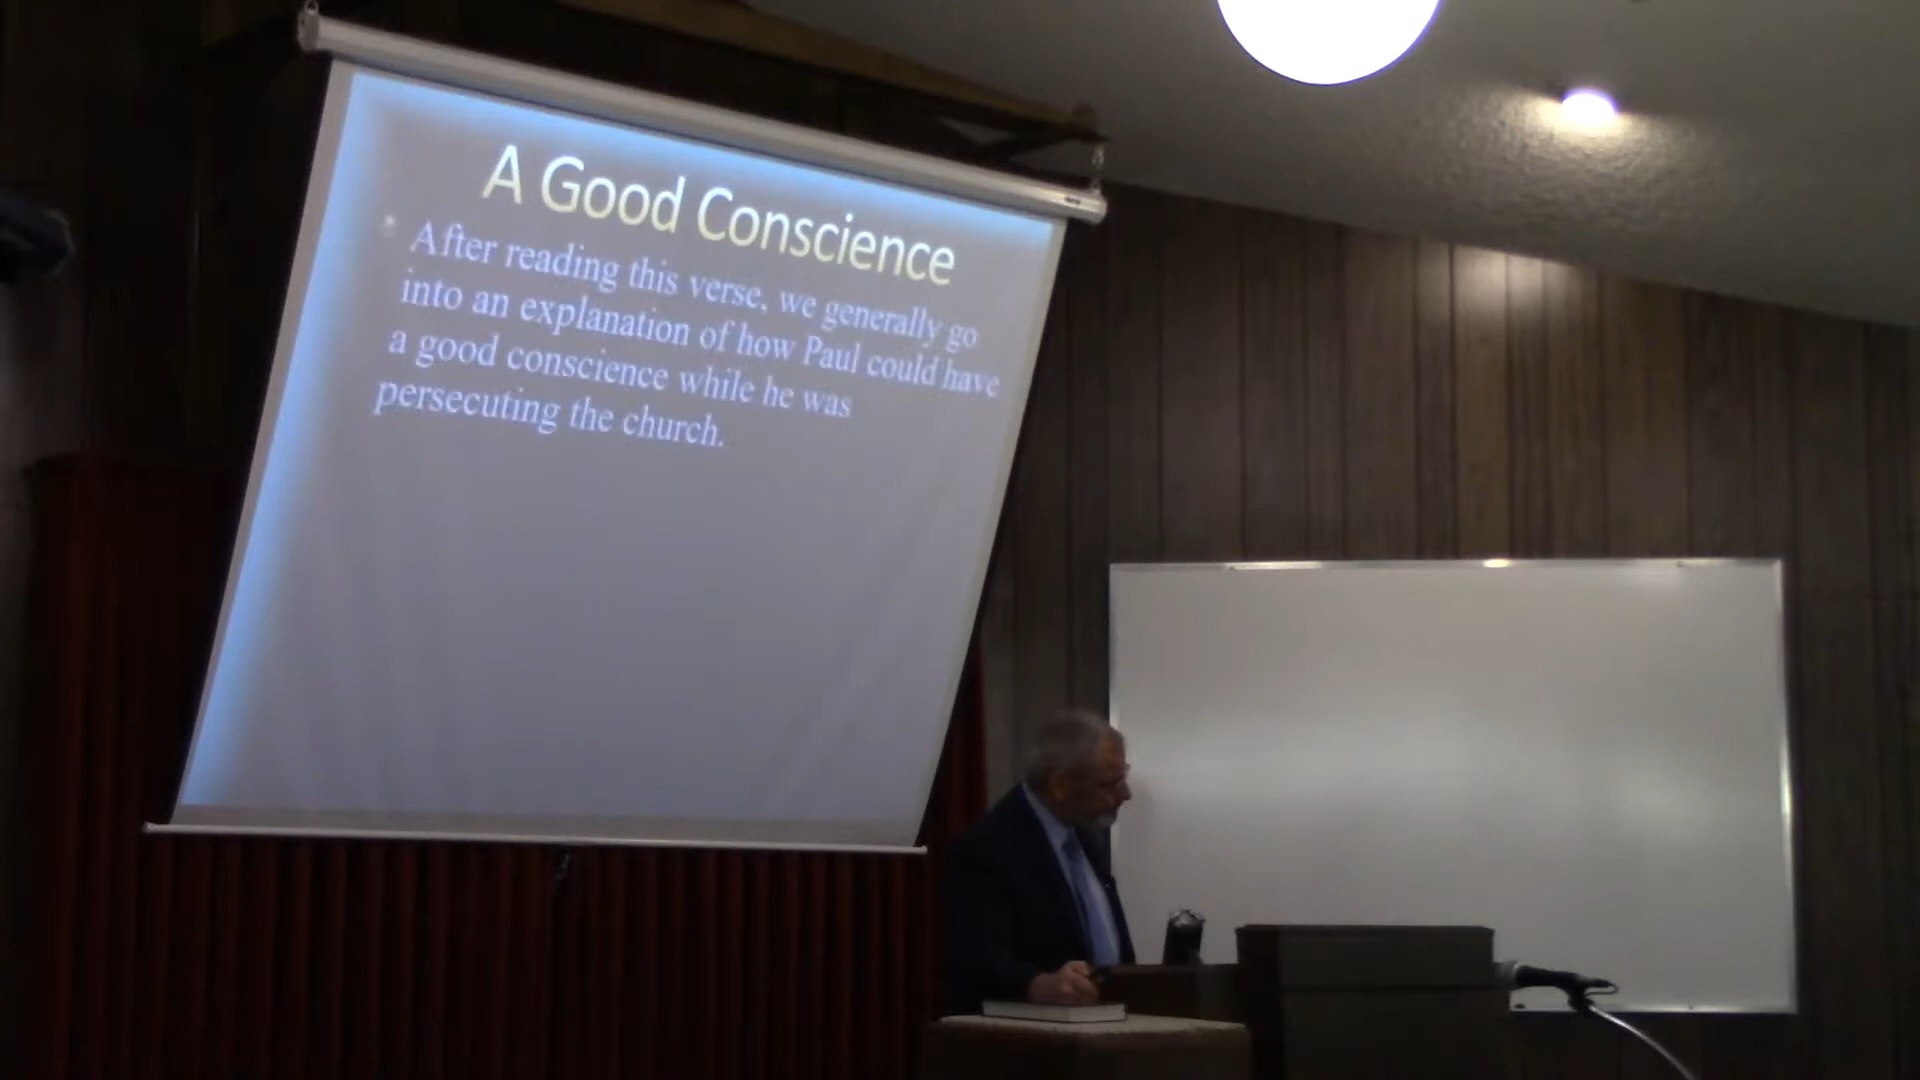 A Good Conscience
After reading this verse, we generally go
into an explanation of how Paul could have
a good conscience while he was
persecuting the church.